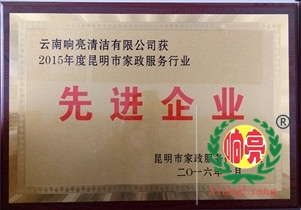 云南响亮清洁有限公司获
2015年度昆明市家政服务行业
先进企业
响亮
昆明市家政服务
二〇一六年 月